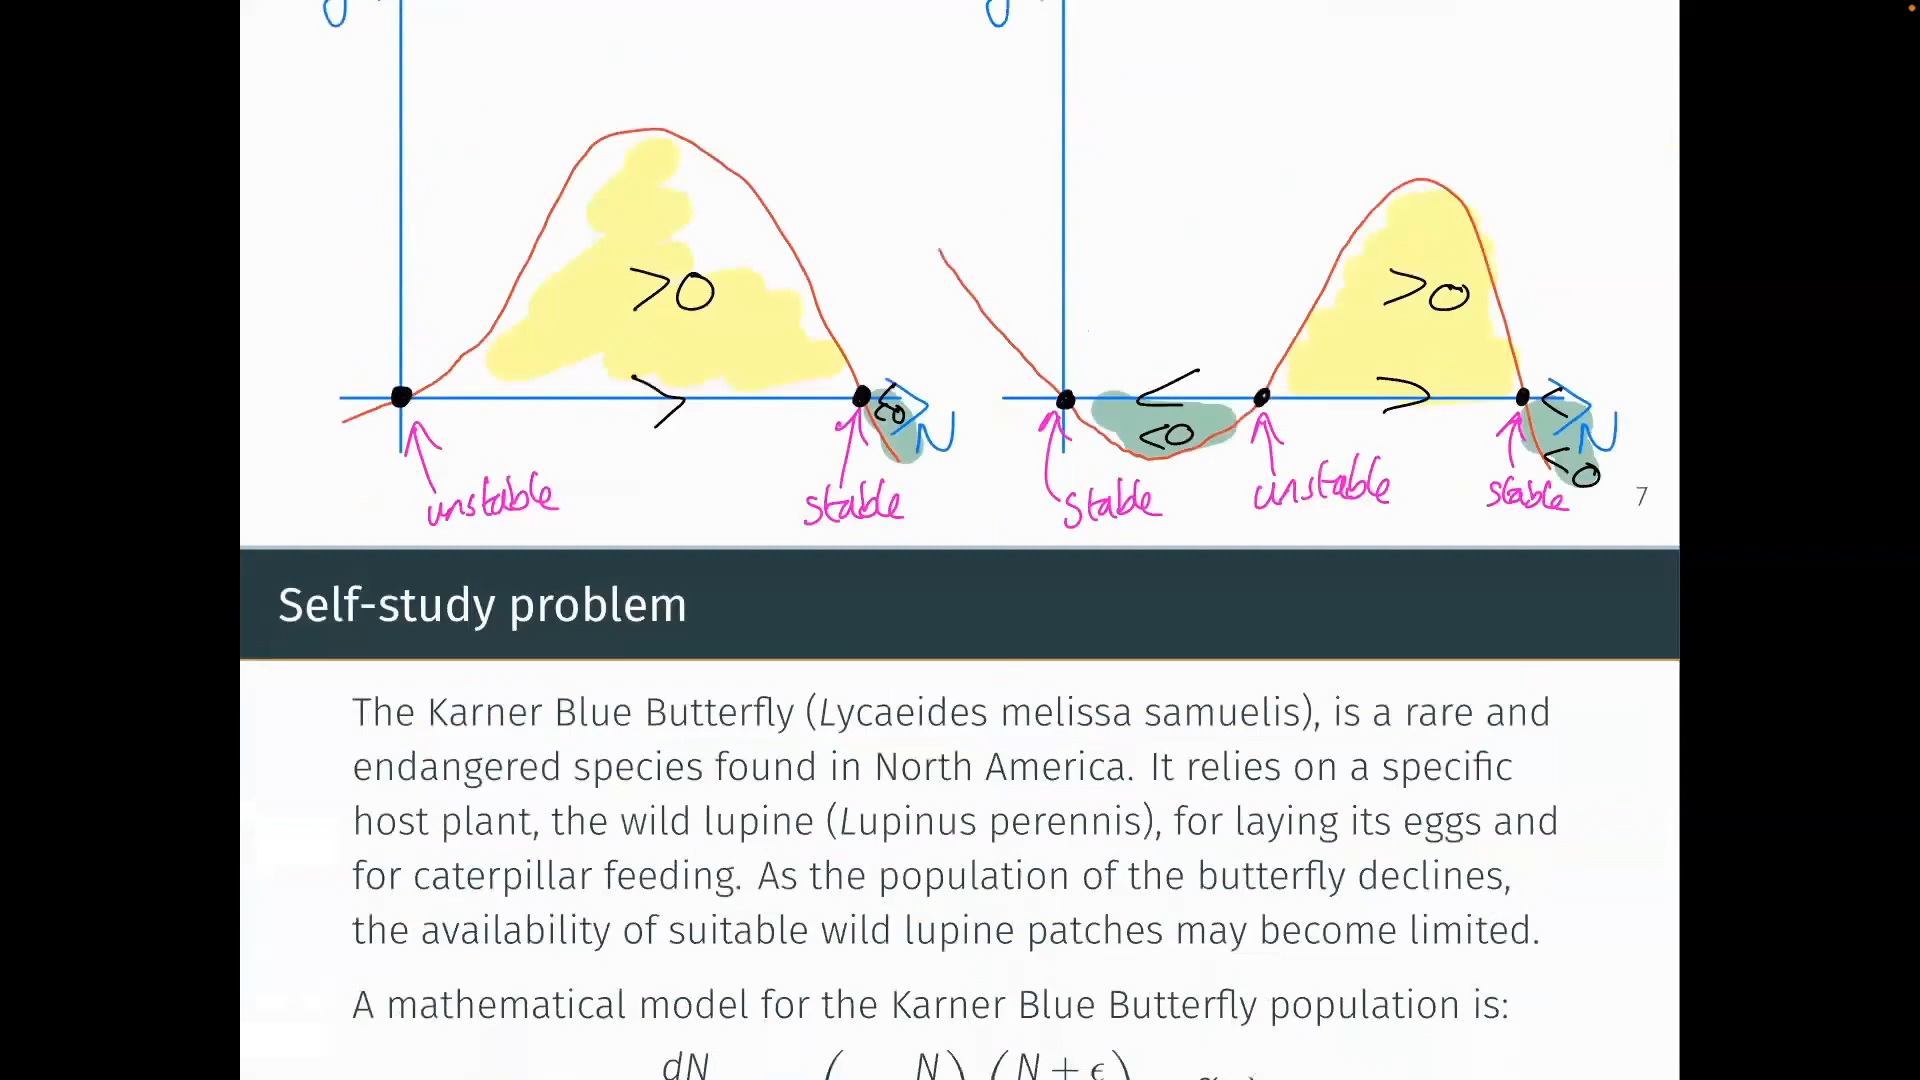 >0
>0
<0
N
<0
<0
N
unstable
stable
stable
unstable
stable
7
Self-study problem
The Karner Blue Butterfly (Lycaeides melissa samuelis), is a rare and
endangered species found in North America. It relies on a specific
host plant, the wild lupine (Lupinus perennis), for laying its eggs and
for caterpillar feeding. As the population of the butterfly declines,
the availability of suitable wild lupine patches may become limited.
A mathematical model for the Karner Blue Butterfly population is:
dN ( N) (N + ϵ)